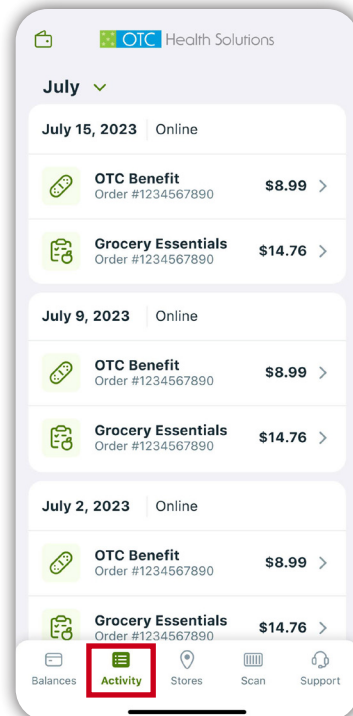 OTC Health Solutions
July
July 15, 2023 Online
OTC Benefit
Order #1234567890
$8.99
Grocery Essentials
Order #1234567890
$14.76
July 9, 2023 Online
OTC Benefit
Order #1234567890
$8.99
Grocery Essentials
Order #1234567890
$14.76
July 2, 2023 Online
OTC Benefit
Order #1234567890
$8.99
Grocery Essentials
Order #1234567890
$14.76
Balances Activity Stores Scan Support